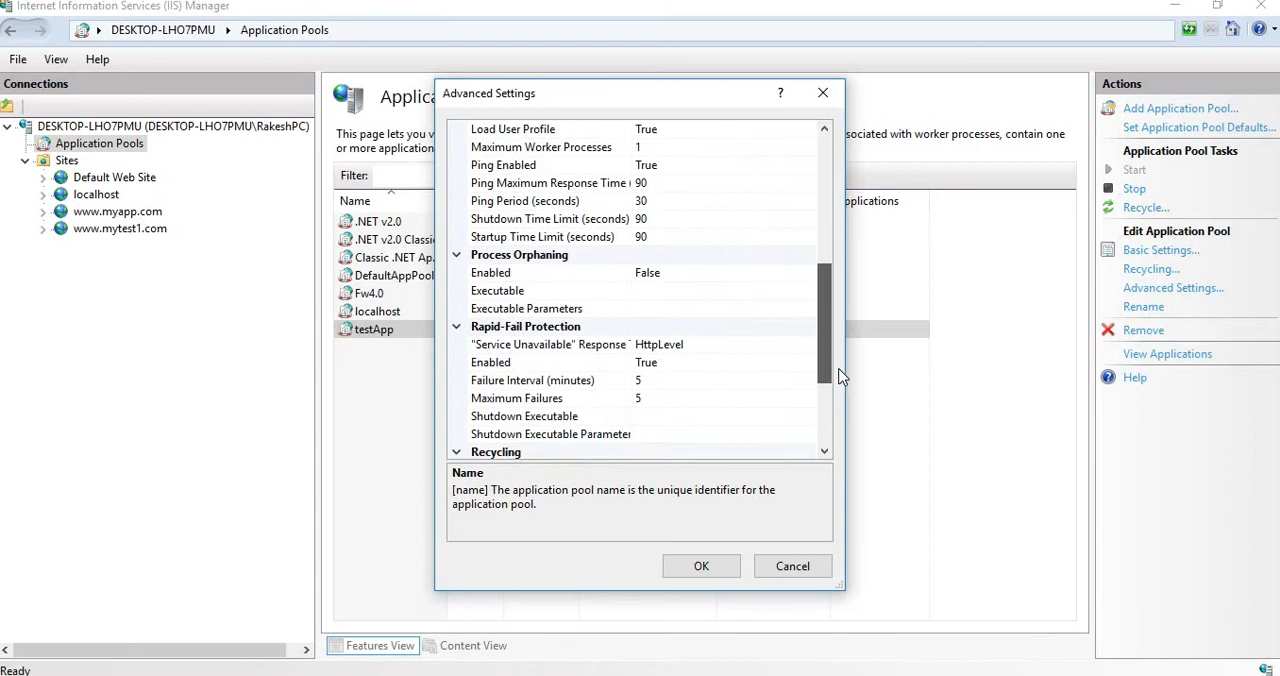 Internet Information Services (IIS) Manager
DESKTOP-LHO7PMU
Application Pools
File View Help
Connections
DESKTOP-LHO7PMU (DESKTOP-LHO7PMU\RakeshPC)
Application Pools
Sites
Default Web Site
localhost
www.myapp.com
www.mytest1.com
Applic
This page lets you v
ssociated with worker processes, contain one
or more application
Filter:
Name
pplications
.NET v2.0
.NET v2.0 Classic
Classic .NET Ap.
DefaultAppPool
Fw4.0
localhost
testApp
Advanced Settings
Load User Profile True
Maximum Worker Processes 1
Ping Enabled True
Ping Maximum Response Time ( 90
Ping Period (seconds) 30
Shutdown Time Limit (seconds) 90
Startup Time Limit (seconds) 90
Process Orphaning
Enabled False
Executable
Executable Parameters
Rapid-Fail Protection
"Service Unavailable" Response HttpLevel
Enabled True
Failure Interval (minutes) 5
Maximum Failures 5
Shutdown Executable
Shutdown Executable Parameter
Recycling
Name
[name] The application pool name is the unique identifier for the
application pool.
OK Cancel
Features View Content View
Actions
Add Application Pool...
Set Application Pool Defaults...
Application Pool Tasks
Start
Stop
Recycle...
Edit Application Pool
Basic Settings...
Recycling...
Advanced Settings...
Rename
Remove
View Applications
Help
Ready